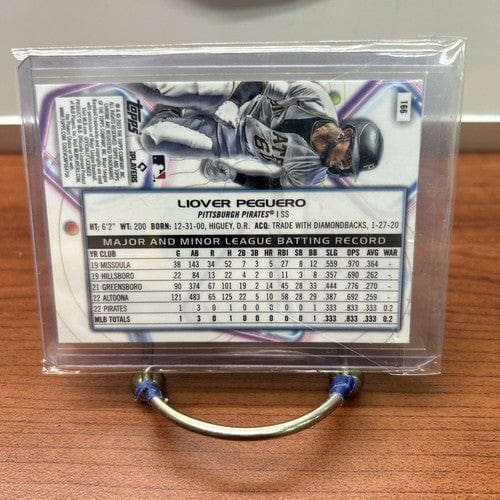 166
Topps
PLAYERS
LIOVER PEGUERO
PITTSBURGH PIRATES | SS
HT: 6'2" WT: 200 BORN: 12-31-00, HIGUEY, D.R. ACQ: TRADE WITH DIAMONDBACKS, 1-27-20
MAJOR AND MINOR LEAGUE BATTING RECORD
YR CLUB G AB R H 2B 3B HR RBI SB BB SLG OPS AVG WAR
19 MISSOULA 38 143 34 52 7 3 5 27 8 12 .559 .970 .364 -
19 HILLSBORO 22 84 13 22 4 2 0 11 3 8 .357 .690 .262 -
21 GREENSBORO 90 374 67 101 19 2 14 45 28 33 .444 .776 .270 -
22 ALTOONA 121 483 65 125 22 5 10 58 28 29 .387 .692 .259 -
22 PIRATES 1 3 0 1 0 0 0 0 0 1 .333 .833 .333 0.2
MLB TOTALS 1 3 0 1 0 0 0 0 0 1 .333 .833 .333 0.2